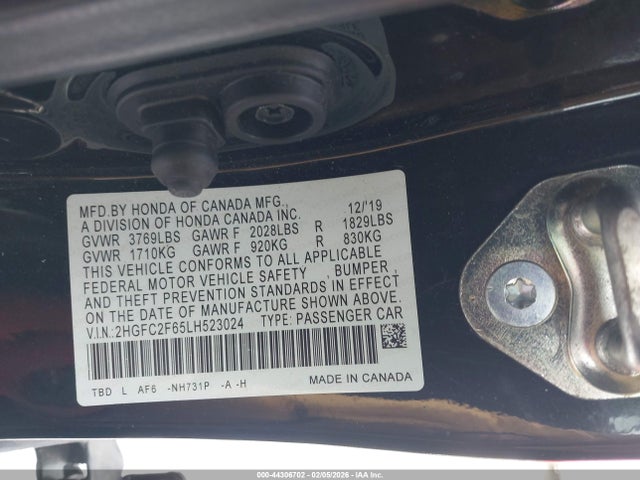 MFD.BY HONDA OF CANADA MFG., 12/'19
A DIVISION OF HONDA CANADA INC.
GVWR 3769LBS GAWR F 2028LBS R 1829LBS
GVWR 1710KG GAWR F 920KG R 830KG
THIS VEHICLE CONFORMS TO ALL APPLICABLE
FEDERAL MOTOR VEHICLE SAFETY , BUMPER ,
AND THEFT PREVENTION STANDARDS IN EFFECT
ON THE DATE OF MANUFACTURE SHOWN ABOVE.
V.I.N.:2HGFC2F65LH523024 TYPE: PASSENGER CAR
TBD L AF6 -NH731P -A -H
MADE IN CANADA
000-44306702 - 02/05/2026 - IAA Inc.